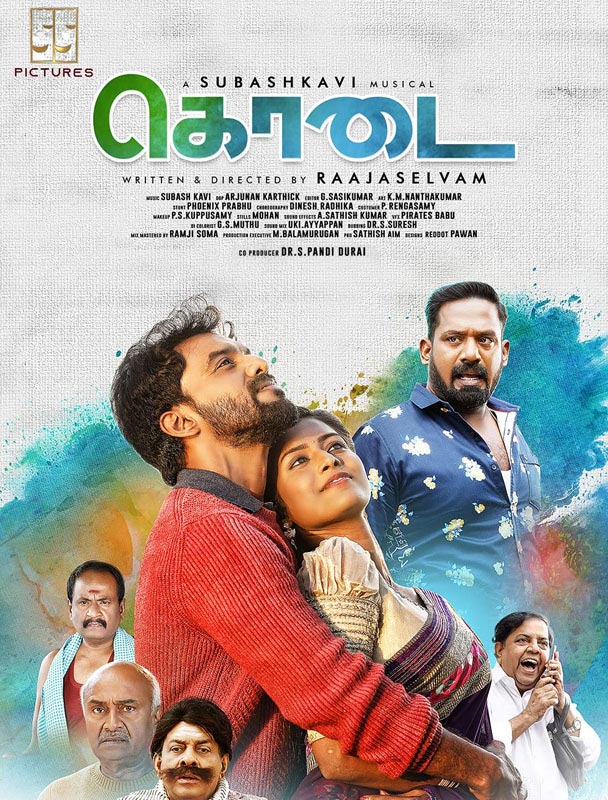 PICTURES
A SUBASHKAVI MUSICAL
கொடை
WRITTEN & DIRECTED BY RAAJASELVAM
MUSIC SUBASH KAVI DOP ARJUNAN KARTHICK EDITOR G.SASIKUMAR ART K.M.NANTHAKUMAR
STUNT PHOENIX PRABHU CHOREOGRAPHY DINESH, RADHIKA CUSTUMER P. RENGASAMY
MAKEUP P.S.KUPPUSAMY STILLS MOHAN SOUND EFFECTS A.SATHISH KUMAR VFX PIRATES BABU
DI COLORIST G.S.MUTHU SOUND MIX UKI.AYYAPPAN DUBBING DR.S.SURESH
MIX,MASTERED BY RAMJI SOMA PRODUCTION EXECUTIVE M.BALAMURUGAN PRO SATHISH AIM DESIGNS REDDOT PAWAN
CO PRODUCER DR.S.PANDI DURAI